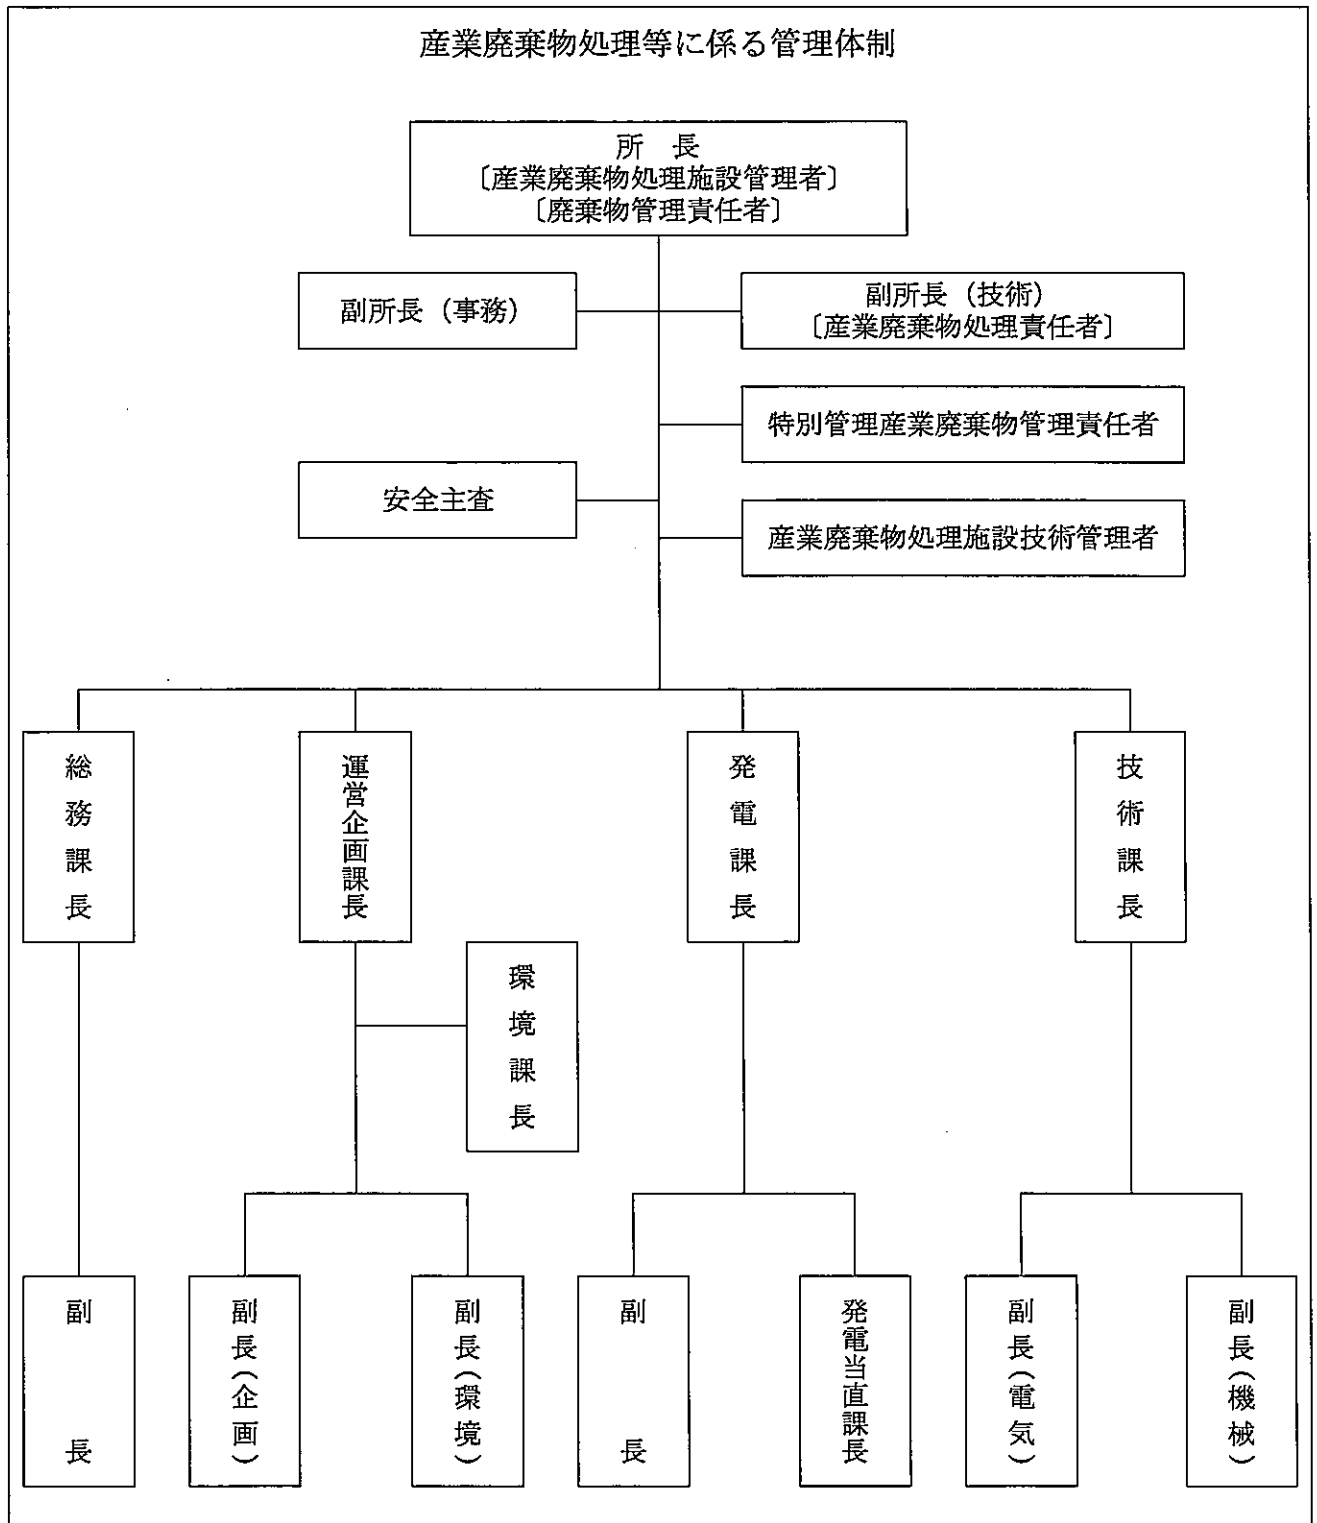 産業廃棄物処理等に係る管理体制
所　長
〔産業廃棄物処理施設管理者〕
〔廃棄物管理責任者〕
副所長（事務）
副所長（技術）
〔産業廃棄物処理責任者〕
特別管理産業廃棄物管理責任者
安全主査
産業廃棄物処理施設技術管理者
総務課長
運営企画課長
発電課長
技術課長
環境課長
副長
副長（企画）
副長（環境）
副長
発電当直課長
副長（電気）
副長（機械）